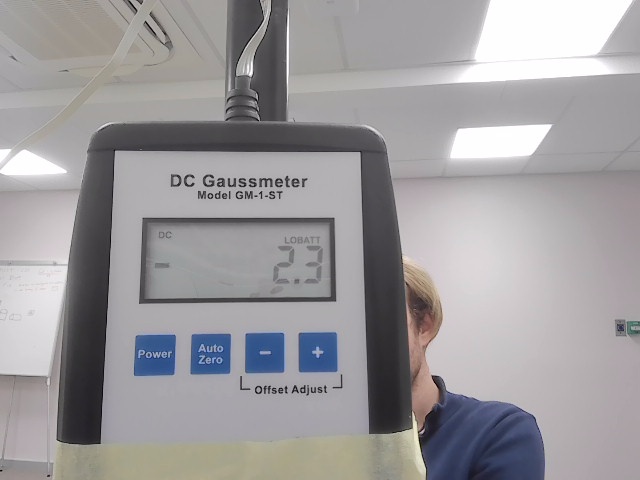 DC Gaussmeter
Model GM-1-ST
DC
LOBATT
- 2.3
Power
Auto
Zero
-
+
Offset Adjust